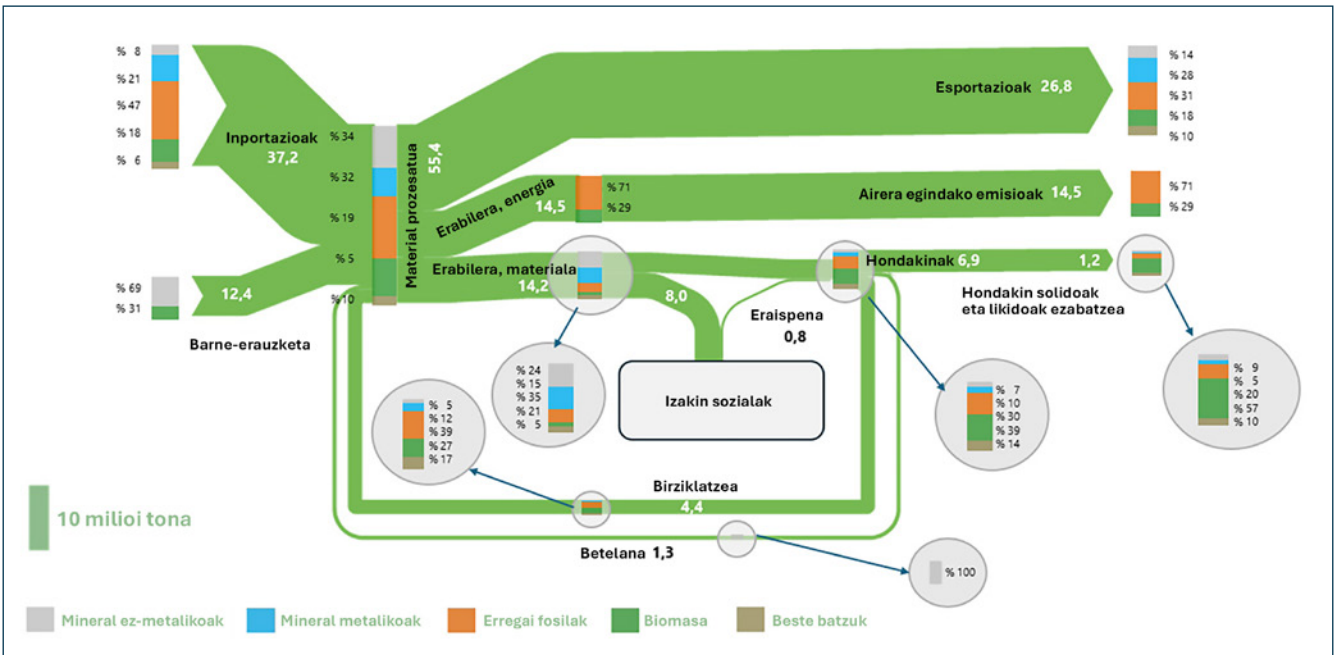 % 8
% 21
% 47
% 18
% 6
Inportazioak
37,2
% 69
% 31
12,4
Barne-erauzketa
% 34
% 32
% 19
% 5
% 10
Material prozesatua
55,4
Esportazioak 26,8
% 14
% 28
% 31
% 18
% 10
Erabilera, energia
14,5
% 71
% 29
Airera egindako emisioak 14,5
% 71
% 29
Erabilera, materiala
14,2
8,0
Eraispena
0,8
Hondakinak 6,9
1,2
Hondakin solidoak
eta likidoak ezabatzea
% 24
% 15
% 35
% 21
% 5
Izakin sozialak
% 5
% 12
% 39
% 27
% 17
% 7
% 10
% 30
% 39
% 14
% 9
% 5
% 20
% 57
% 10
Birziklatzea
4,4
Betelana 1,3
% 100
10 milioi tona
Mineral ez-metalikoak
Mineral metalikoak
Erregai fosilak
Biomasa
Beste batzuk